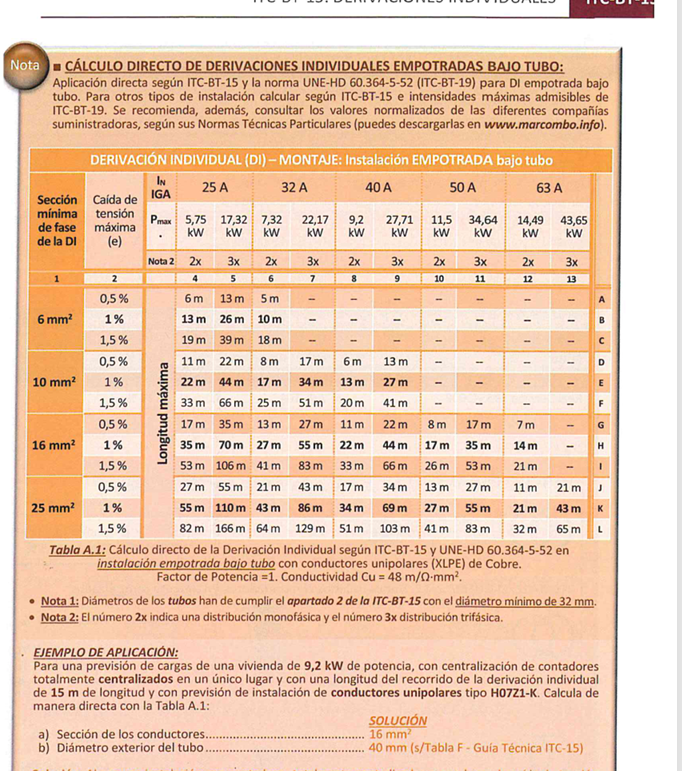 ITC-BT-15: DERIVACIONES INDIVIDUALES ITC-BT-15
Nota
■ CÁLCULO DIRECTO DE DERIVACIONES INDIVIDUALES EMPOTRADAS BAJO TUBO:
Aplicación directa según ITC-BT-15 y la norma UNE-HD 60.364-5-52 (ITC-BT-19) para DI empotrada bajo
tubo. Para otros tipos de instalación calcular según ITC-BT-15 e intensidades máximas admisibles de
ITC-BT-19. Se recomienda, además, consultar los valores normalizados de las diferentes compañías
suministradoras, según sus Normas Técnicas Particulares (puedes descargarlas en www.marcombo.info).
DERIVACIÓN INDIVIDUAL (DI) – MONTAJE: Instalación EMPOTRADA bajo tubo
Sección mínima de fase de la DI Caída de tensión máxima (e) IN IGA 25 A 32 A 40 A 50 A 63 A
Pmax. 5,75 kW 17,32 kW 7,32 kW 22,17 kW 9,2 kW 27,71 kW 11,5 kW 34,64 kW 14,49 kW 43,65 kW
Nota 2 2x 3x 2x 3x 2x 3x 2x 3x 2x 3x
1 2 4 5 6 7 8 9 10 11 12 13
Longitud máxima
6 mm² 0,5 % 6 m 13 m 5 m -- -- -- -- -- -- -- A
1 % 13 m 26 m 10 m -- -- -- -- -- -- -- B
1,5 % 19 m 39 m 18 m -- -- -- -- -- -- -- C
10 mm² 0,5 % 11 m 22 m 8 m 17 m 6 m 13 m -- -- -- -- D
1 % 22 m 44 m 17 m 34 m 13 m 27 m -- -- -- -- E
1,5 % 33 m 66 m 25 m 51 m 20 m 41 m -- -- -- -- F
16 mm² 0,5 % 17 m 35 m 13 m 27 m 11 m 22 m 8 m 17 m 7 m -- G
1 % 35 m 70 m 27 m 55 m 22 m 44 m 17 m 35 m 14 m -- H
1,5 % 53 m 106 m 41 m 83 m 33 m 66 m 26 m 53 m 21 m -- I
25 mm² 0,5 % 27 m 55 m 21 m 43 m 17 m 34 m 13 m 27 m 11 m 21 m J
1 % 55 m 110 m 43 m 86 m 34 m 69 m 27 m 55 m 21 m 43 m K
1,5 % 82 m 166 m 64 m 129 m 51 m 103 m 41 m 83 m 32 m 65 m L
Tabla A.1: Cálculo directo de la Derivación Individual según ITC-BT-15 y UNE-HD 60.364-5-52 en
instalación empotrada bajo tubo con conductores unipolares (XLPE) de Cobre.
Factor de Potencia =1. Conductividad Cu = 48 m/Ω·mm².
• Nota 1: Diámetros de los tubos han de cumplir el apartado 2 de la ITC-BT-15 con el diámetro mínimo de 32 mm.
• Nota 2: El número 2x indica una distribución monofásica y el número 3x distribución trifásica.
EJEMPLO DE APLICACIÓN:
Para una previsión de cargas de una vivienda de 9,2 kW de potencia, con centralización de contadores
totalmente centralizados en un único lugar y con una longitud del recorrido de la derivación individual
de 15 m de longitud y con previsión de instalación de conductores unipolares tipo H07Z1-K. Calcula de
manera directa con la Tabla A.1:
SOLUCIÓN
a) Sección de los conductores................................................ 16 mm²
b) Diámetro exterior del tubo................................................ 40 mm (s/Tabla F - Guía Técnica ITC-15)